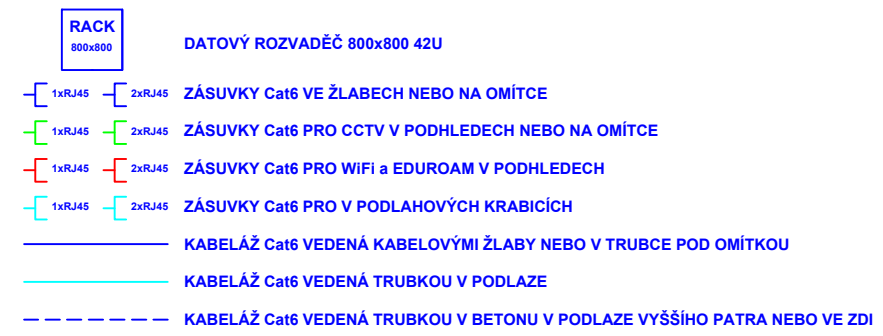 RACK
800x800
DATOVÝ ROZVADĚČ 800x800 42U
1xRJ45 2xRJ45 ZÁSUVKY Cat6 VE ŽLABECH NEBO NA OMÍTCE
1xRJ45 2xRJ45 ZÁSUVKY Cat6 PRO CCTV V PODHLEDECH NEBO NA OMÍTCE
1xRJ45 2xRJ45 ZÁSUVKY Cat6 PRO WiFi a EDUROAM V PODHLEDECH
1xRJ45 2xRJ45 ZÁSUVKY Cat6 PRO V PODLAHOVÝCH KRABICÍCH
KABELÁŽ Cat6 VEDENÁ KABELOVÝMI ŽLABY NEBO V TRUBCE POD OMÍTKOU
KABELÁŽ Cat6 VEDENÁ TRUBKOU V PODLAZE
KABELÁŽ Cat6 VEDENÁ TRUBKOU V BETONU V PODLAZE VYŠŠÍHO PATRA NEBO VE ZDI